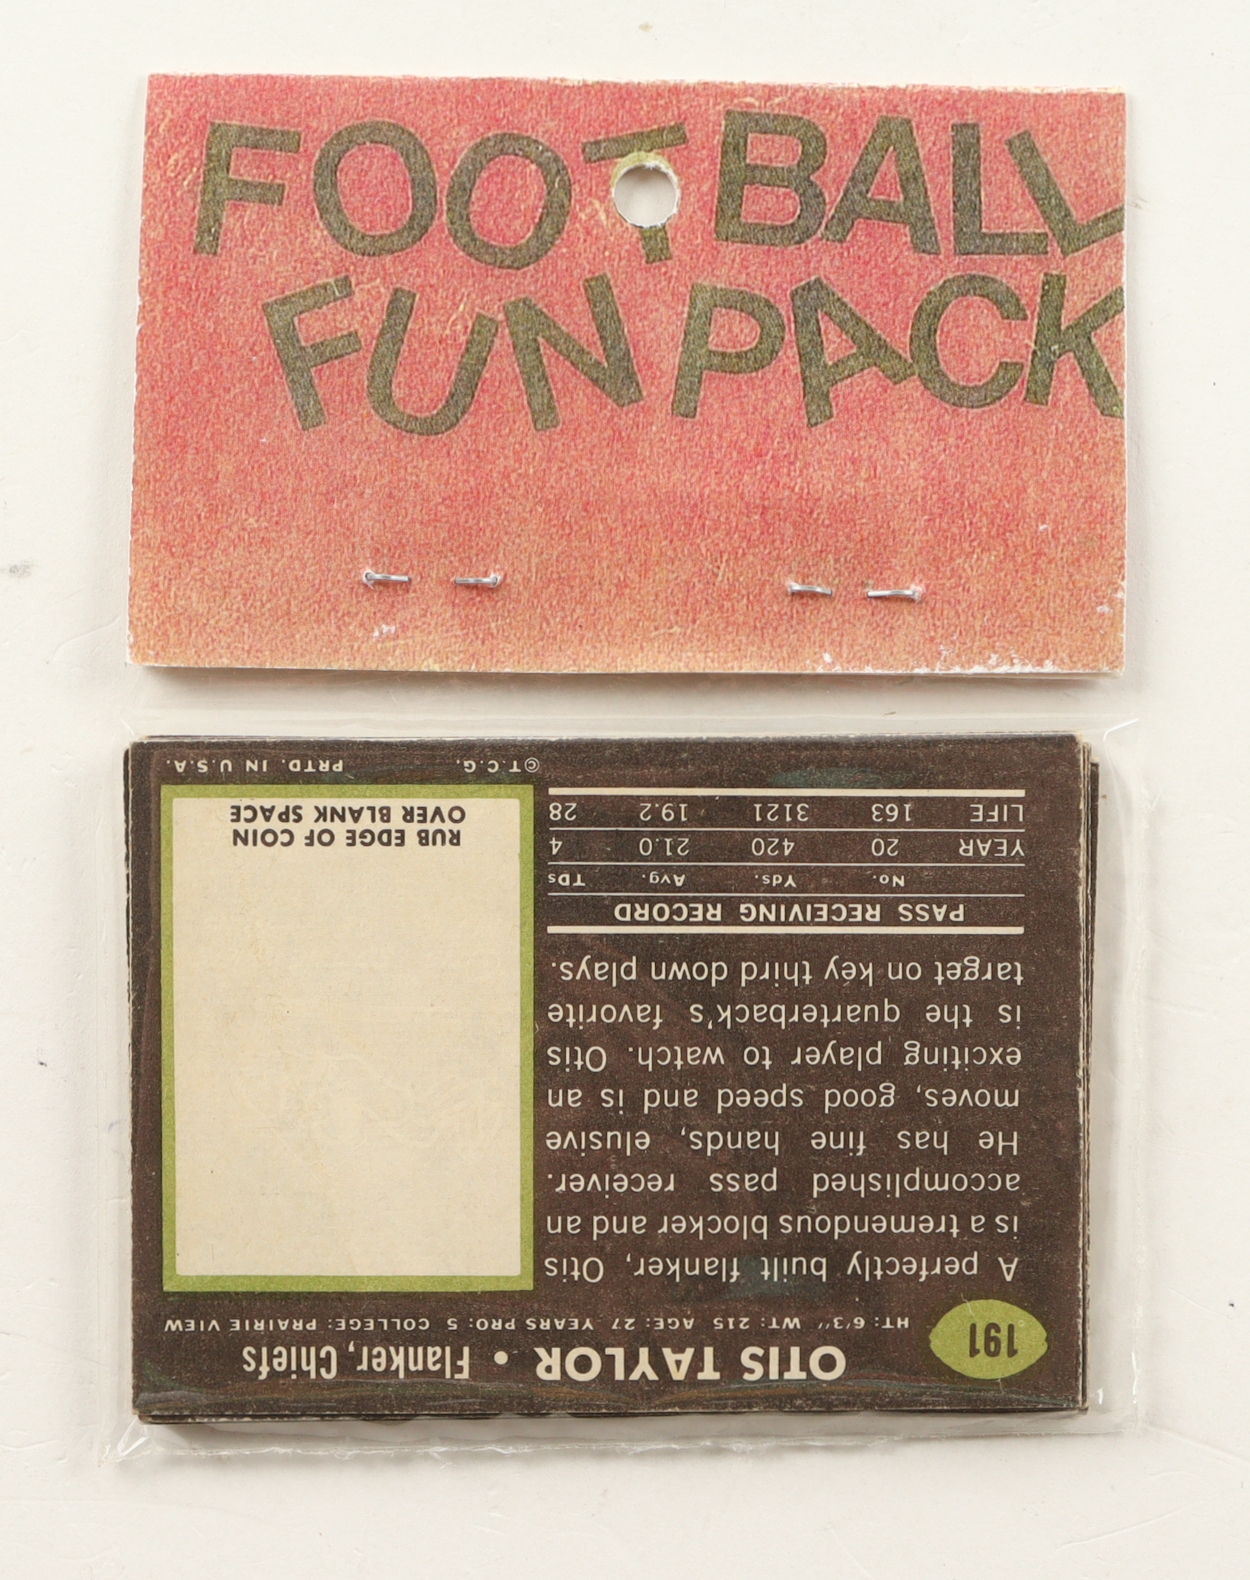 FOOTBALL
FUN PACK
191
OTIS TAYLOR • Flanker, Chiefs
HT: 6'3" WT: 215 AGE: 27 YEARS PRO: 5 COLLEGE: PRAIRIE VIEW
A perfectly built flanker, Otis
is a tremendous blocker and an
accomplished pass receiver.
He has fine hands, elusive
moves, good speed and is an
exciting player to watch. Otis
is the quarterback's favorite
target on key third down plays.
PASS RECEIVING RECORD
No. Yds. Avg. TDs
YEAR 20 420 21.0 4
LIFE 163 3121 19.2 28
RUB EDGE OF COIN
OVER BLANK SPACE
©T.C.G. PRTD. IN U.S.A.